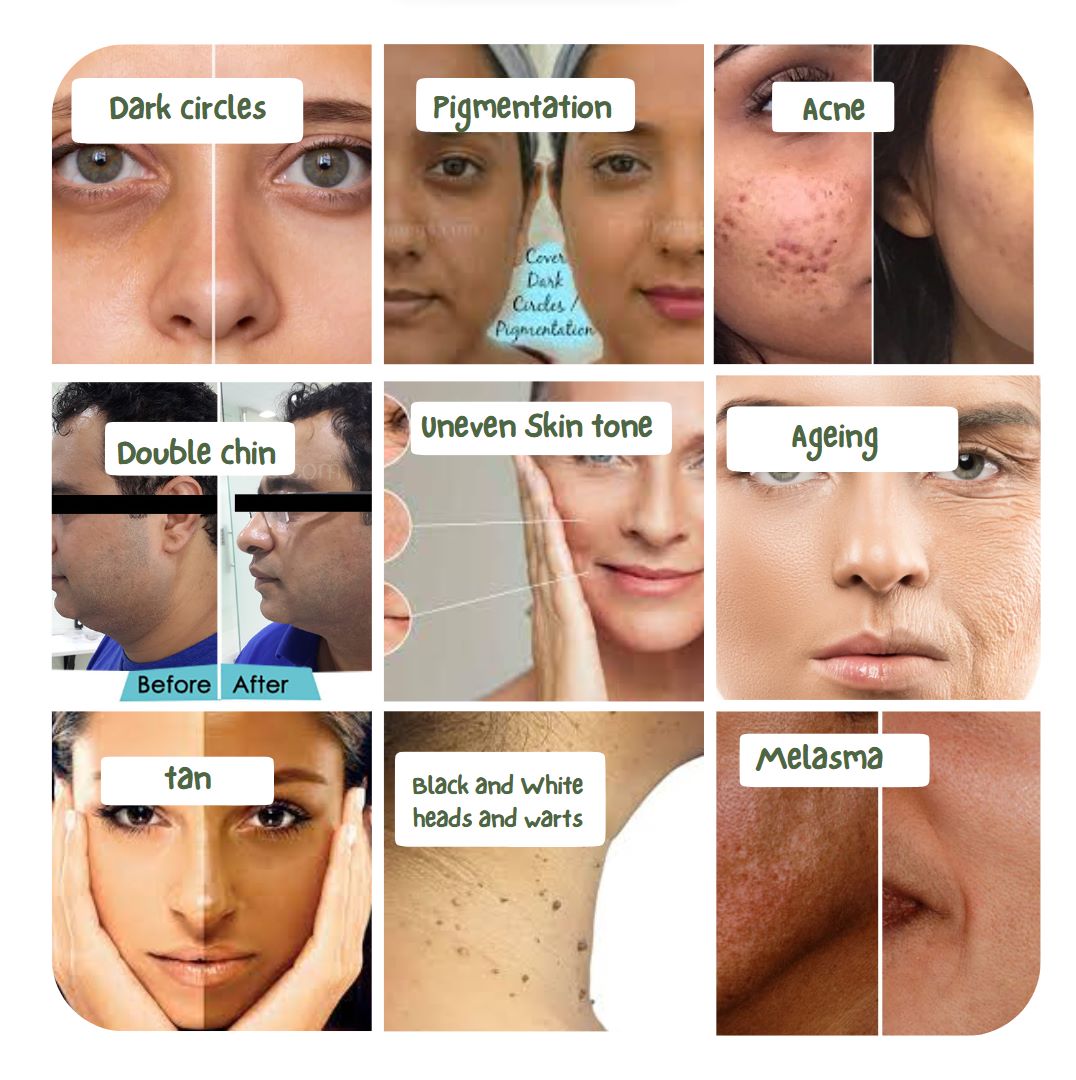 Dark circles
Pigmentation
Acne
Cover
Dark
Circles /
Pigmentation
Double chin
Uneven Skin tone
Ageing
Before
After
tan
Black and White
heads and warts
Melasma